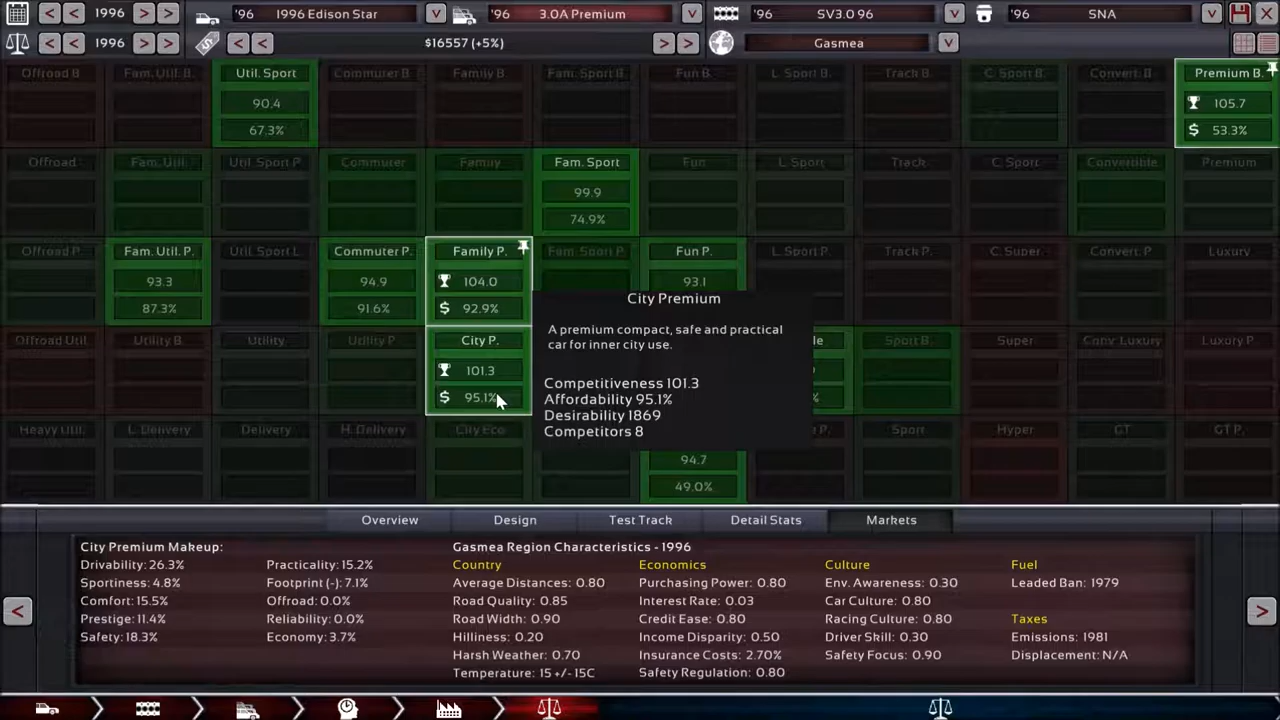 1996 '96 1996 Edison Star '96 3.0A Premium '96 SV3.0 96 '96 SNA
1996 $16557 (+5%) Gasmea
Offroad B Fam. Util. B. Util. Sport Commuter B. Family B. Fam. Sport B. Fun B. L. Sport B. Track B. C. Sport B. Convert. B Premium B.
90.4 105.7
67.3% $ 53.3%
Offroad Fam. Util. Util Sport P. Commuter Family Fam. Sport Fun L. Sport Track C. Sport Convertible Premium
99.9
74.9%
Offroad P. Fam. Util. P. Util. Sport L. Commuter P. Family P. Fam. Sport P. Fun P. L. Sport P. Track P. C. Super. Convert. P. Luxury
93.3 94.9 104.0 93.1
87.3% 91.6% $ 92.9%
City Premium
A premium compact, safe and practical
car for inner city use.
Competitiveness 101.3
Affordability 95.1%
Desirability 1869
Competitors 8
Offroad Util Utility B. Utility Utility P City P. le Sport B. Super Conv. Luxury Luxury P.
101.3
$ 95.1% %
Heavy Util. L. Delivery Delivery H. Delivery City Eco P. Sport Hyper GT GT P.
94.7
49.0%
Overview Design Test Track Detail Stats Markets
City Premium Makeup:
Drivability: 26.3% Practicality: 15.2%
Sportiness: 4.8% Footprint (-): 7.1%
Comfort: 15.5% Offroad: 0.0%
Prestige: 11.4% Reliability: 0.0%
Safety: 18.3% Economy: 3.7%
Gasmea Region Characteristics - 1996
Country
Average Distances: 0.80
Road Quality: 0.85
Road Width: 0.90
Hilliness: 0.20
Harsh Weather: 0.70
Temperature: 15 +/- 15C
Economics
Purchasing Power: 0.80
Interest Rate: 0.03
Credit Ease: 0.80
Income Disparity: 0.50
Insurance Costs: 2.70%
Safety Regulation: 0.80
Culture
Env. Awareness: 0.30
Car Culture: 0.80
Racing Culture: 0.80
Driver Skill: 0.30
Safety Focus: 0.90
Fuel
Leaded Ban: 1979
Taxes
Emissions: 1981
Displacement: N/A